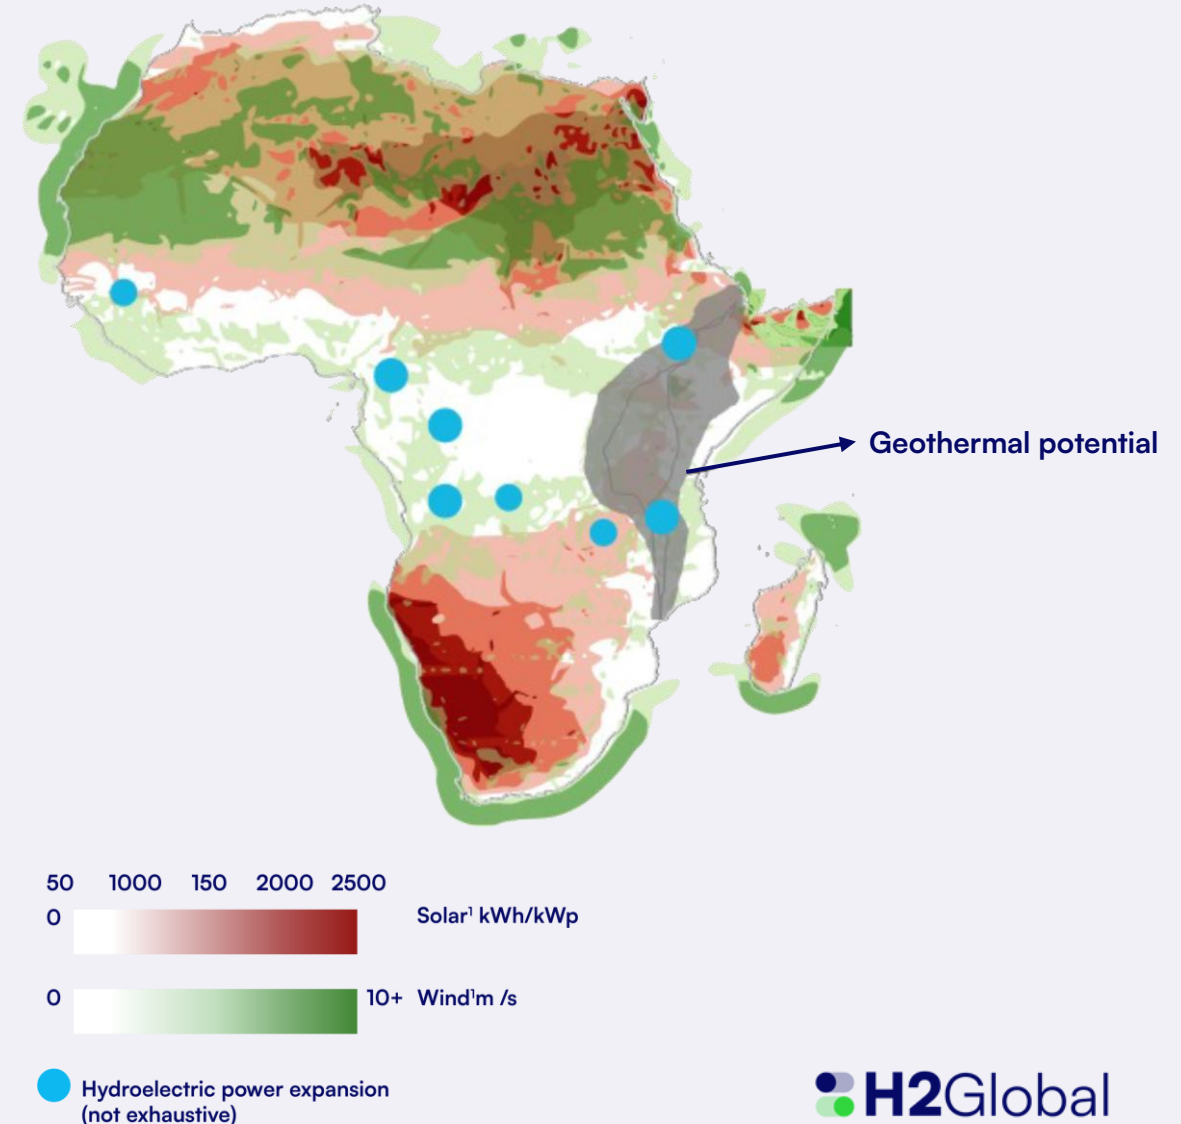 Geothermal potential
50 1000 150 2000 2500
0
Solar¹ kWh/kWp
0 10+ Wind¹m /s
Hydroelectric power expansion
(not exhaustive)
H2Global